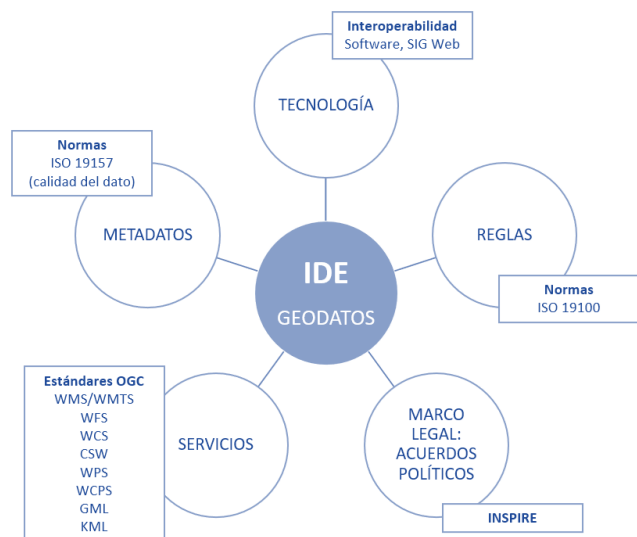 Interoperabilidad
Software, SIG Web
TECNOLOGÍA
Normas
ISO 19157
(calidad del dato)
METADATOS
REGLAS
Normas
ISO 19100
IDE
GEODATOS
Estándares OGC
WMS/WMTS
WFS
WCS
CSW
WPS
WCPS
GML
KML
SERVICIOS
MARCO
LEGAL:
ACUERDOS
POLÍTICOS
INSPIRE